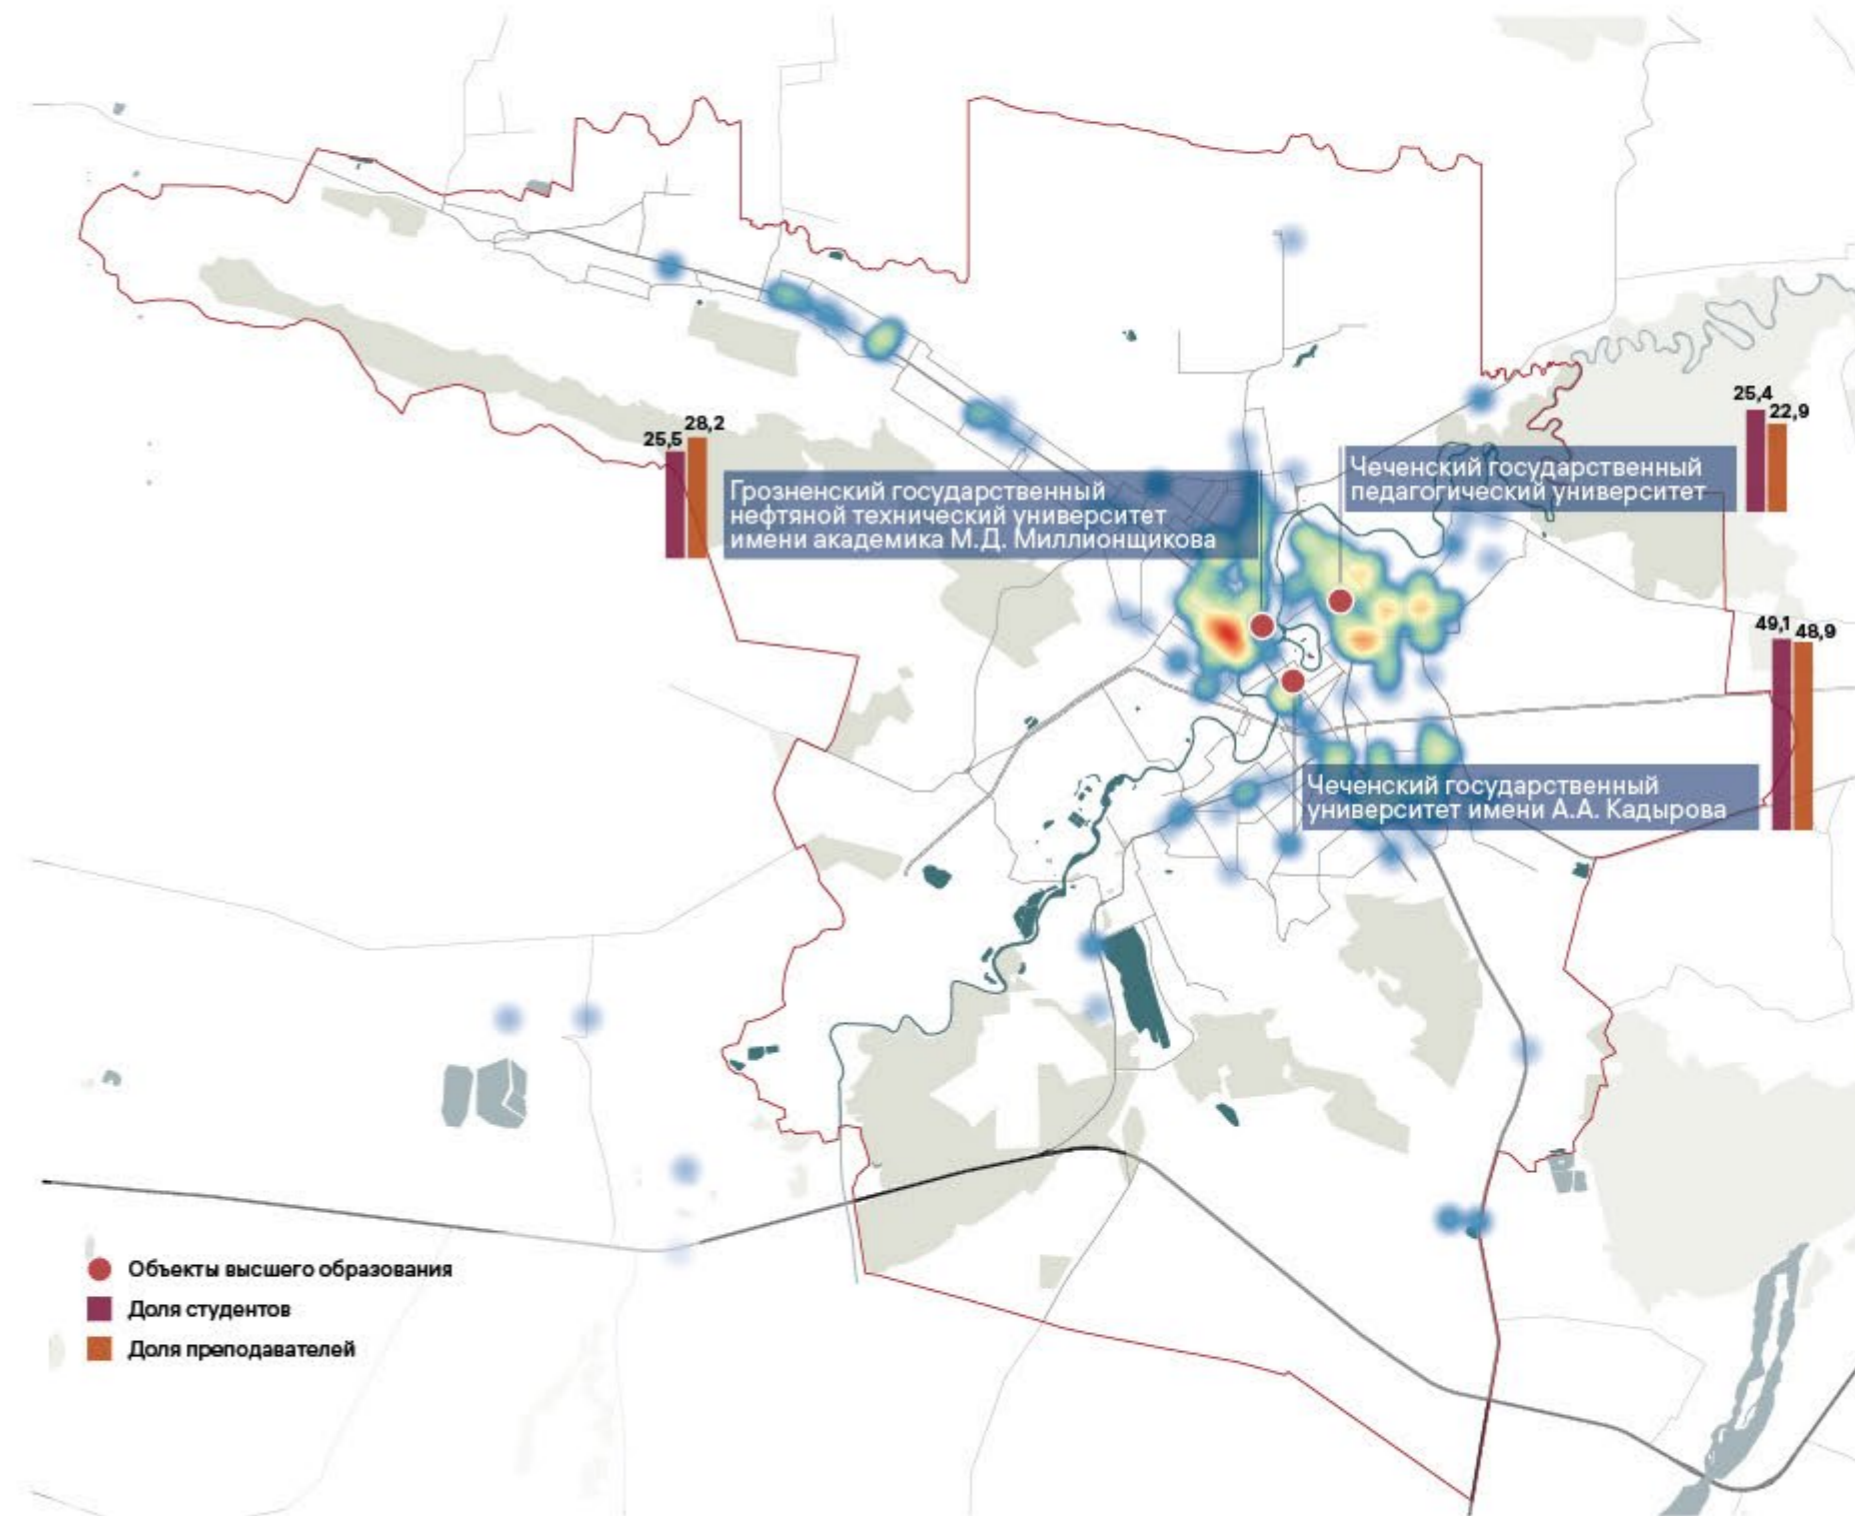 25,4
22,9
25,5
28,2
Чеченский государственный
педагогический университет
Грозненский государственный
нефтяной технический университет
имени академика М.Д. Миллионщикова
49,1
48,9
Чеченский государственный
университет имени А.А. Кадырова
Объекты высшего образования
Доля студентов
Доля преподавателей